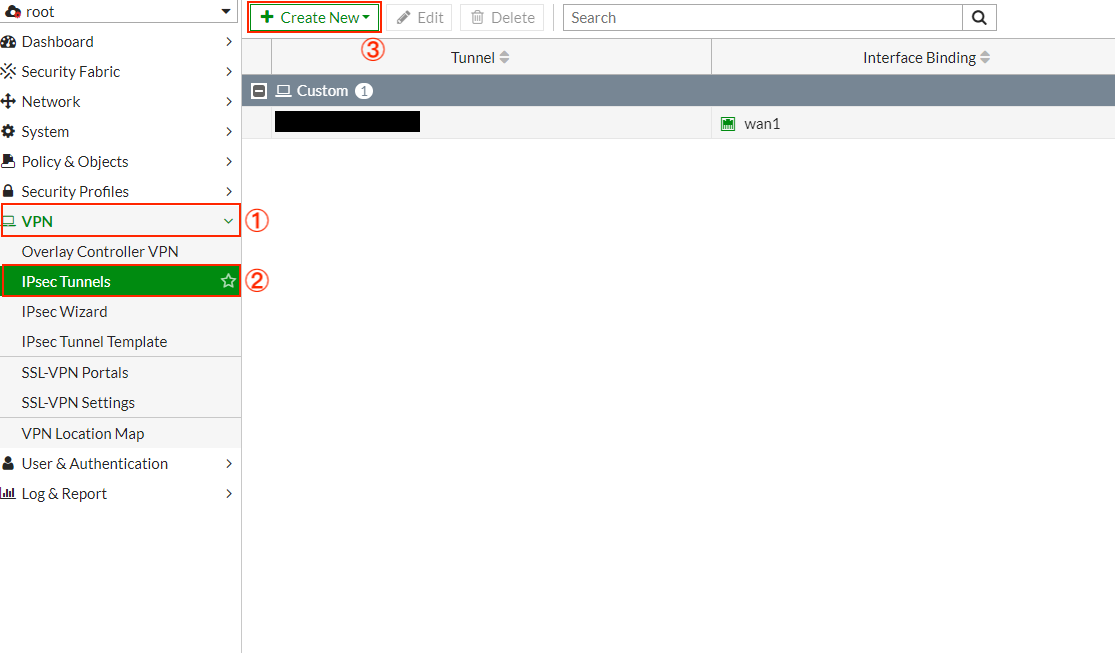 root
Dashboard
Security Fabric
Network
System
Policy & Objects
Security Profiles
VPN ①
Overlay Controller VPN
IPsec Tunnels ②
IPsec Wizard
IPsec Tunnel Template
SSL-VPN Portals
SSL-VPN Settings
VPN Location Map
User & Authentication
Log & Report
Create New Edit Delete Search
③
Tunnel Interface Binding
Custom 1
wan1